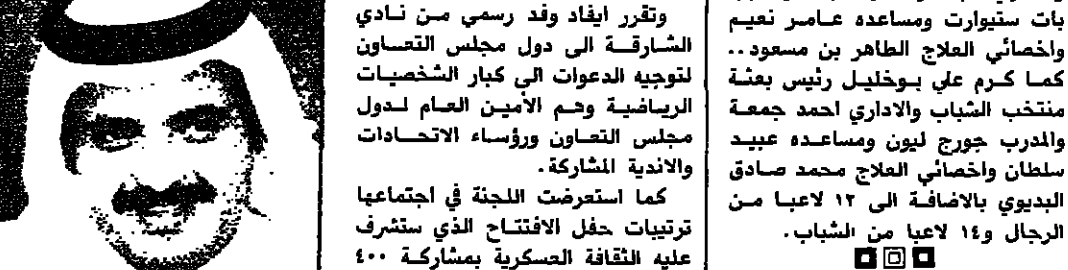 بات ستيوارت ومساعده عامر نعيم
واخصائي العلاج الطاهر بن مسعود..
كما كرم علي بوخليل رئيس بعثة
منتخب الشباب والاداري احمد جمعة
والمدرب جورج ليون ومساعده عبيد
سلطان واخصائي العلاج محمد صادق
البديوي بالاضافة الى ١٢ لاعبا من
الرجال و١٤ لاعبا من الشباب.
وتقرر ايفاد وفد رسمي من نادي
الشارقة الى دول مجلس التعاون
لتوجيه الدعوات الى كبار الشخصيات
الرياضية وهم الأمين العام لدول
مجلس التعاون ورؤساء الاتحادات
والاندية المشاركة.
كما استعرضت اللجنة في اجتماعها
ترتيبات حفل الافتتاح الذي ستشرف
عليه الثقافة العسكرية بمشاركة ٤٠٠